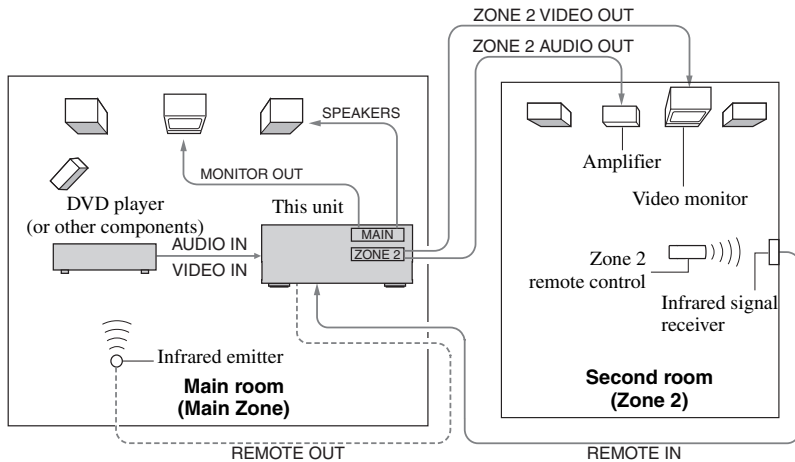 ZONE 2 VIDEO OUT
ZONE 2 AUDIO OUT
SPEAKERS
MONITOR OUT
DVD player
(or other components)
This unit
MAIN
ZONE 2
AUDIO IN
VIDEO IN
Infrared emitter
Main room
(Main Zone)
REMOTE OUT
Amplifier
Video monitor
Zone 2
remote control
Infrared signal
receiver
Second room
(Zone 2)
REMOTE IN